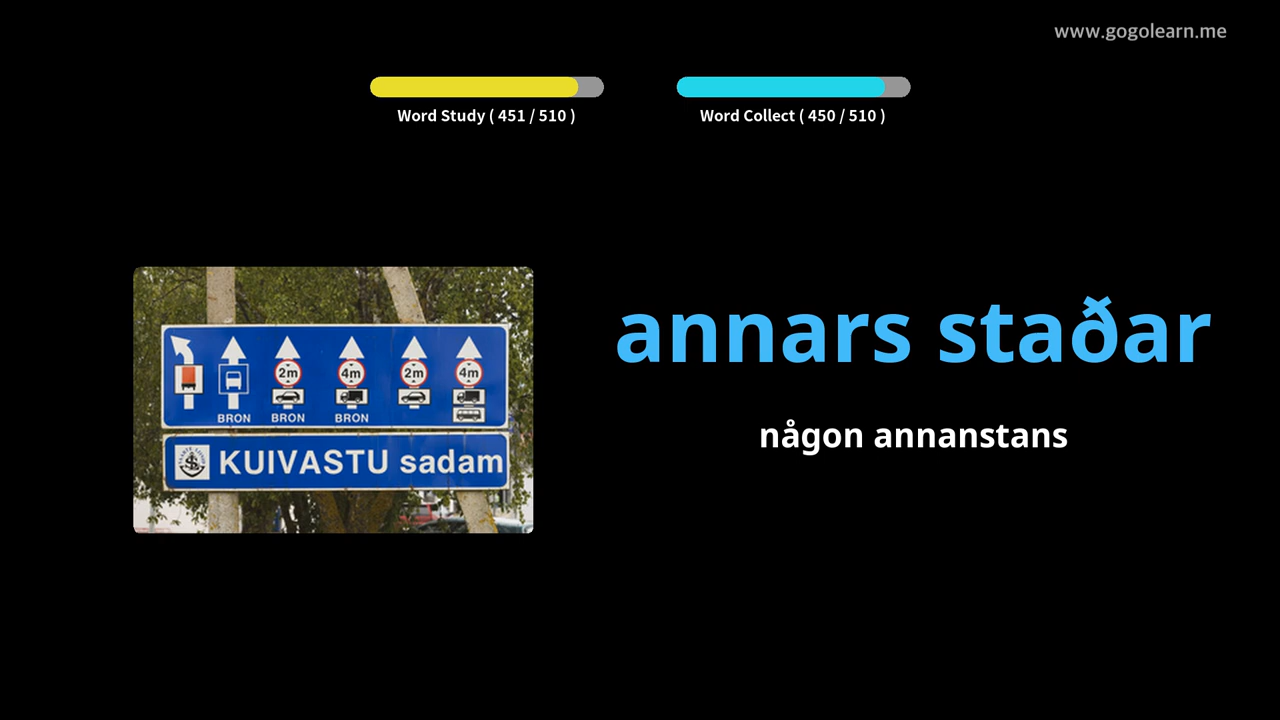 www.gogolearn.me
Word Study ( 451 / 510 )
Word Collect ( 450 / 510 )
annars staðar
någon annanstans
2m 4m 2m 4m
BRON BRON BRON
KUIVASTU sadam